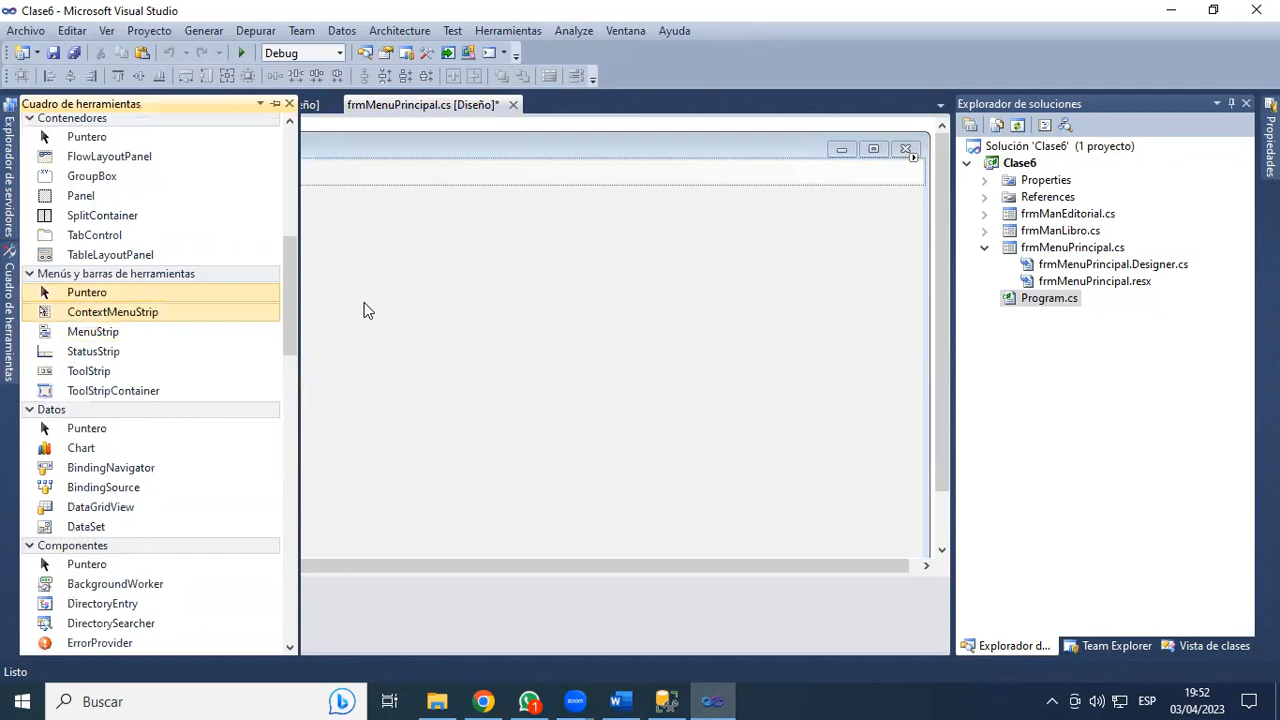 Clase6 - Microsoft Visual Studio
Archivo Editar Ver Proyecto Generar Depurar Team Datos Architecture Test Herramientas Analyze Ventana Ayuda
Debug
Cuadro de herramientas
ño]
frmMenuPrincipal.cs [Diseño]*
Explorador de soluciones
Explorador de servidores
Cuadro de herramientas
Propiedades
Contenedores
Puntero
FlowLayoutPanel
GroupBox
Panel
SplitContainer
TabControl
TableLayoutPanel
Menús y barras de herramientas
Puntero
ContextMenuStrip
MenuStrip
StatusStrip
ToolStrip
ToolStripContainer
Datos
Puntero
Chart
BindingNavigator
BindingSource
DataGridView
DataSet
Componentes
Puntero
BackgroundWorker
DirectoryEntry
DirectorySearcher
ErrorProvider
Solución 'Clase6' (1 proyecto)
Clase6
Properties
References
frmManEditorial.cs
frmManLibro.cs
frmMenuPrincipal.cs
frmMenuPrincipal.Designer.cs
frmMenuPrincipal.resx
Program.cs
Explorador d... Team Explorer Vista de clases
Listo
Buscar
1
zoom
ESP
19:52
03/04/2023